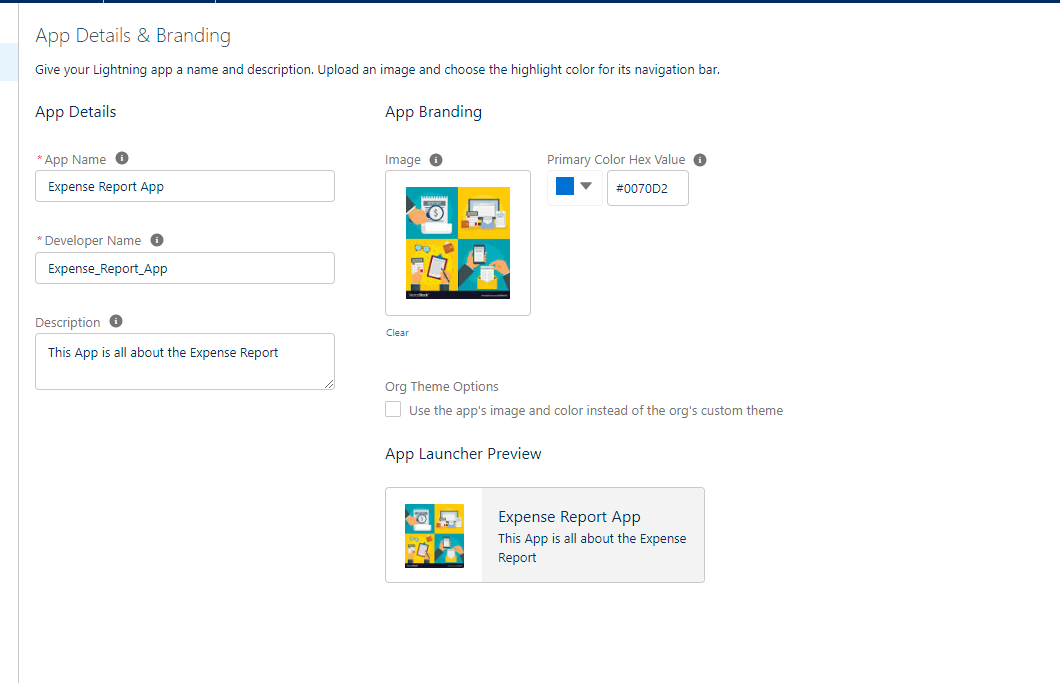 App Details & Branding
Give your Lightning app a name and description. Upload an image and choose the highlight color for its navigation bar.
App Details
* App Name
Expense Report App
* Developer Name
Expense_Report_App
Description
This App is all about the Expense Report
App Branding
Image
Primary Color Hex Value
#0070D2
VectorStock
Clear
Org Theme Options
Use the app's image and color instead of the org's custom theme
App Launcher Preview
Expense Report App
This App is all about the Expense
Report